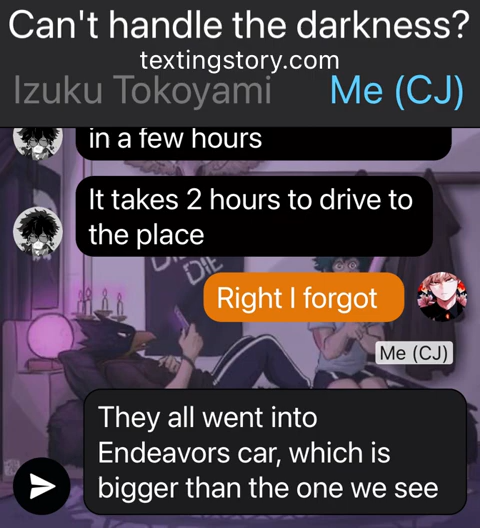 Can't handle the darkness?
textingstory.com
Izuku Tokoyami Me (CJ)
in a few hours
It takes 2 hours to drive to
the place
DIE
Right I forgot
Me (CJ)
They all went into
Endeavors car, which is
bigger than the one we see